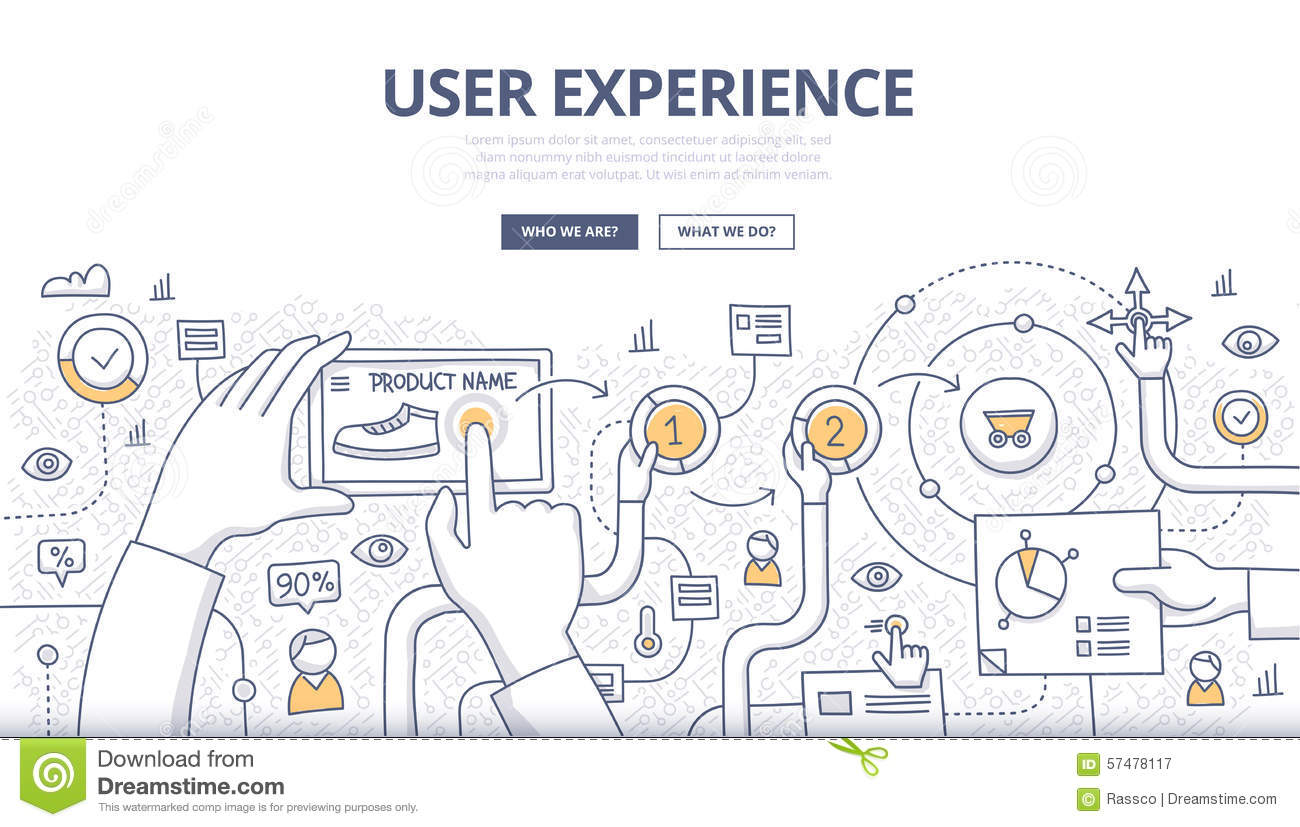 USER EXPERIENCE
Lorem ipsum dolor sit amet, consectetuer adipiscing elit, sed
diam nonummy nibh euismod tincidunt ut laoreet dolore
magna aliquam erat volutpat. Ut wisi enim ad minim veniam.
WHO WE ARE?
WHAT WE DO?
PRODUCT NAME
1
2
%
90%
dreamstime
dreamstime
dreamstime
Download from
Dreamstime.com
This watermarked comp image is for previewing purposes only.
ID 57478117
© Rassco | Dreamstime.com